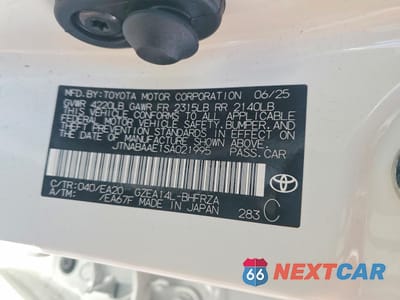 MFD.BY:TOYOTA MOTOR CORPORATION 06/25
GVWR 4220LB GAWR FR 2315LB RR 2140LB
THIS VEHICLE CONFORMS TO ALL APPLICABLE
FEDERAL MOTOR VEHICLE SAFETY,BUMPER,AND
THEFT PREVENTION STANDARDS IN EFFECT ON
THE DATE OF MANUFACTURE SHOWN ABOVE.
JTNABAAE1SA021995 PASS.CAR
C/TR:040/EA20 GZEA14L-BHFRZA
A/TM: /EA67F MADE IN JAPAN 283 C
TOYOTA
66 NEXTCAR